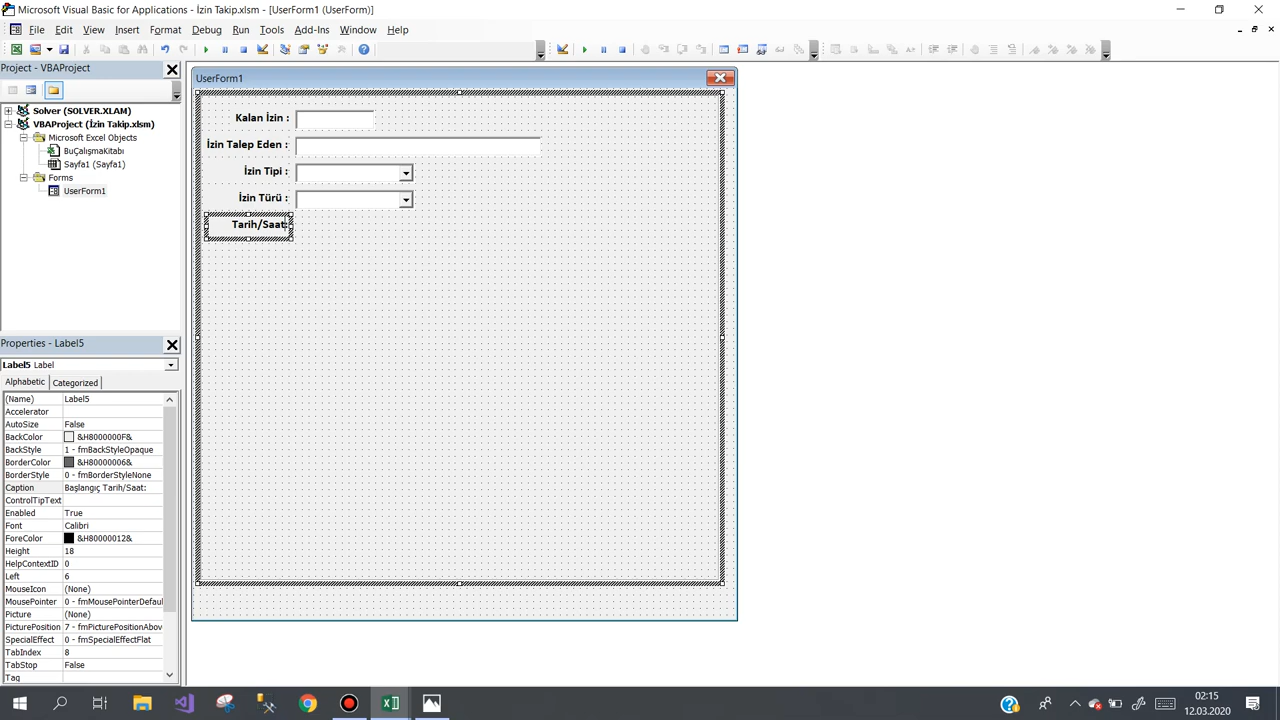 Microsoft Visual Basic for Applications - İzin Takip.xlsm - [UserForm1 (UserForm)]
File Edit View Insert Format Debug Run Tools Add-Ins Window Help
Project - VBAProject
Solver (SOLVER.XLAM)
VBAProject (İzin Takip.xlsm)
Microsoft Excel Objects
BuÇalışmaKitabı
Sayfa1 (Sayfa1)
Forms
UserForm1
UserForm1
Kalan İzin :
İzin Talep Eden :
İzin Tipi :
İzin Türü :
Tarih/Saat:
Properties - Label5
Label5 Label
Alphabetic Categorized
(Name) Label5
Accelerator
AutoSize False
BackColor &H8000000F&
BackStyle 1 - fmBackStyleOpaque
BorderColor &H80000006&
BorderStyle 0 - fmBorderStyleNone
Caption Başlangıç Tarih/Saat:
ControlTipText
Enabled True
Font Calibri
ForeColor &H80000012&
Height 18
HelpContextID 0
Left 6
MouseIcon (None)
MousePointer 0 - fmMousePointerDefau
Picture (None)
PicturePosition 7 - fmPicturePositionAbov
SpecialEffect 0 - fmSpecialEffectFlat
TabIndex 8
TabStop False
Tag
02:15
12.03.2020